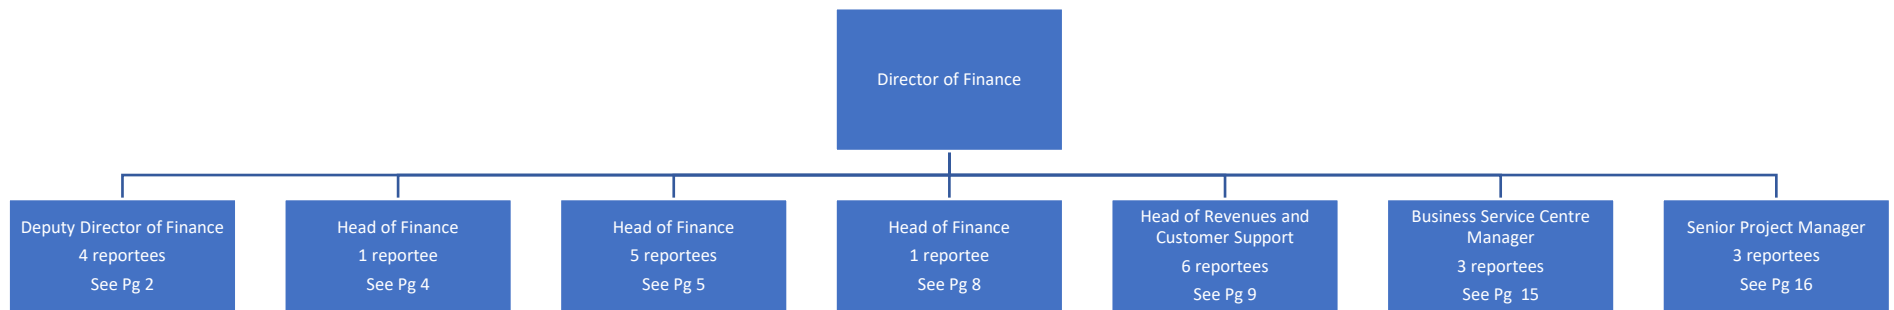 Director of Finance
Deputy Director of Finance
4 reportees
See Pg 2
Head of Finance
1 reportee
See Pg 4
Head of Finance
5 reportees
See Pg 5
Head of Finance
1 reportee
See Pg 8
Head of Revenues and
Customer Support
6 reportees
See Pg 9
Business Service Centre
Manager
3 reportees
See Pg  15
Senior Project Manager
3 reportees
See Pg 16